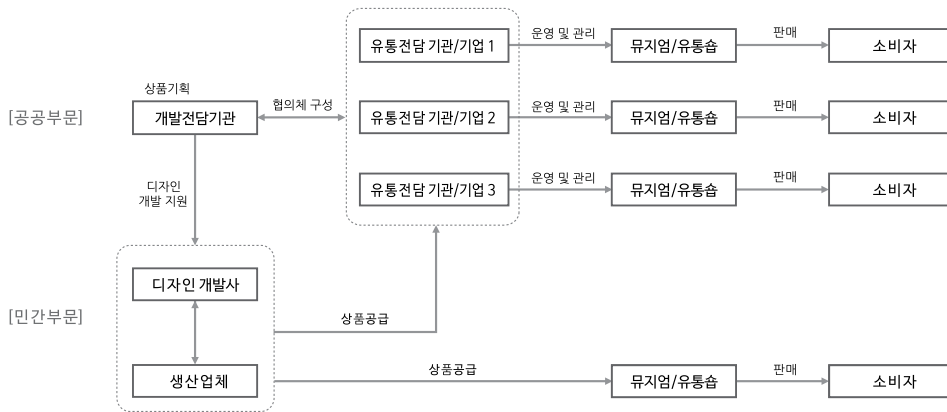 유통전담 기관/기업 1
운영 및 관리
뮤지엄/유통숍
판매
소비자
상품기획
[공공부문]
개발전담기관
협의체 구성
유통전담 기관/기업 2
운영 및 관리
뮤지엄/유통숍
판매
소비자
디자인
개발 지원
유통전담 기관/기업 3
운영 및 관리
뮤지엄/유통숍
판매
소비자
[민간부문]
디자인 개발사
상품공급
생산업체
상품공급
뮤지엄/유통숍
판매
소비자